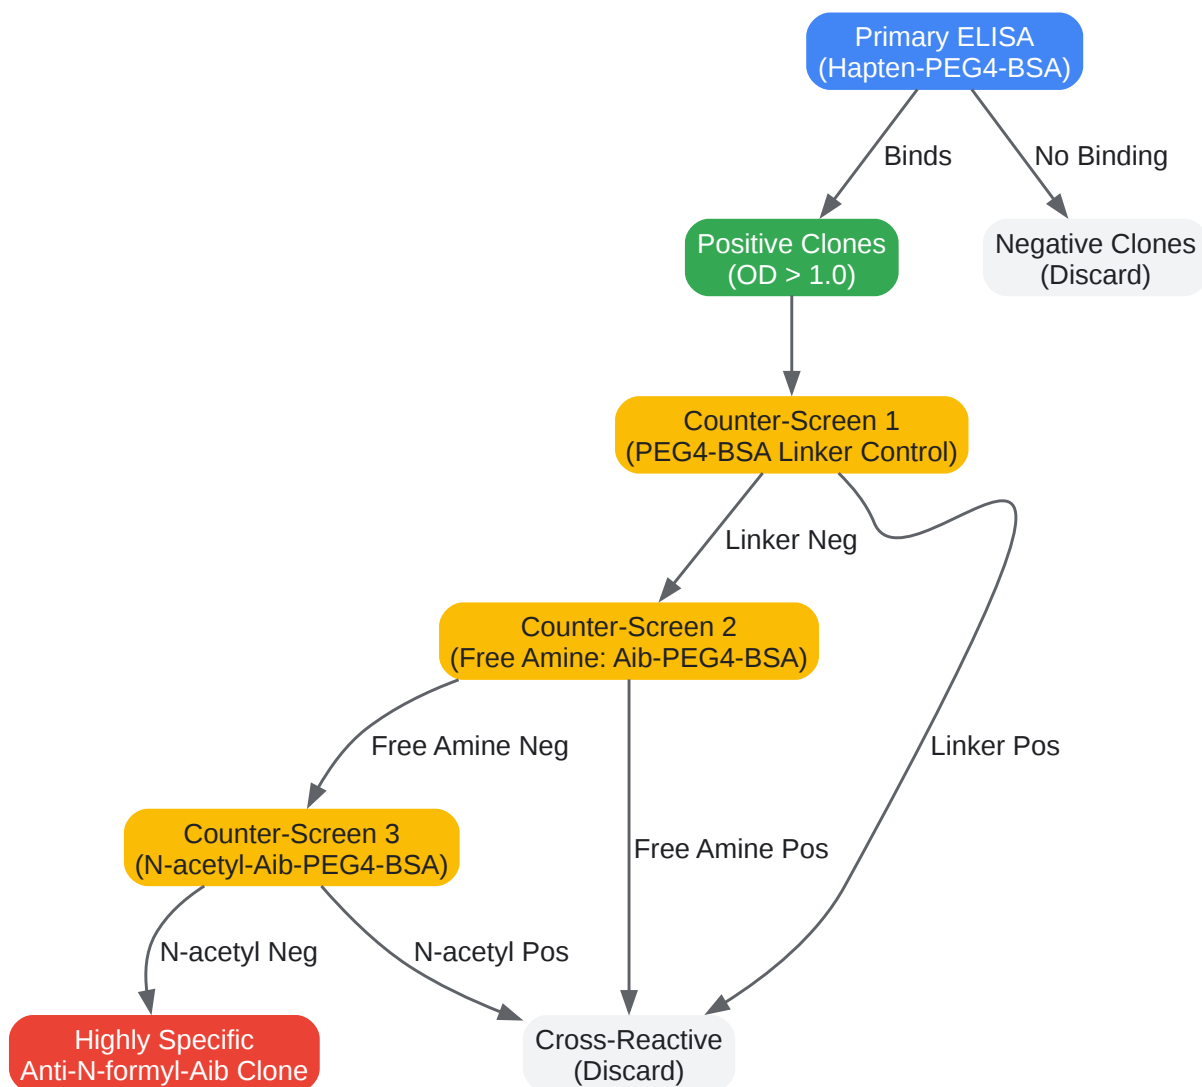 Primary ELISA
(Hapten-PEG4-BSA)
Binds
No Binding
Positive Clones
(OD > 1.0)
Negative Clones
(Discard)
Counter-Screen 1
(PEG4-BSA Linker Control)
Linker Neg
Counter-Screen 2
(Free Amine: Aib-PEG4-BSA)
Free Amine Neg
Linker Pos
Counter-Screen 3
(N-acetyl-Aib-PEG4-BSA)
Free Amine Pos
N-acetyl Neg
N-acetyl Pos
Highly Specific
Anti-N-formyl-Aib Clone
Cross-Reactive
(Discard)